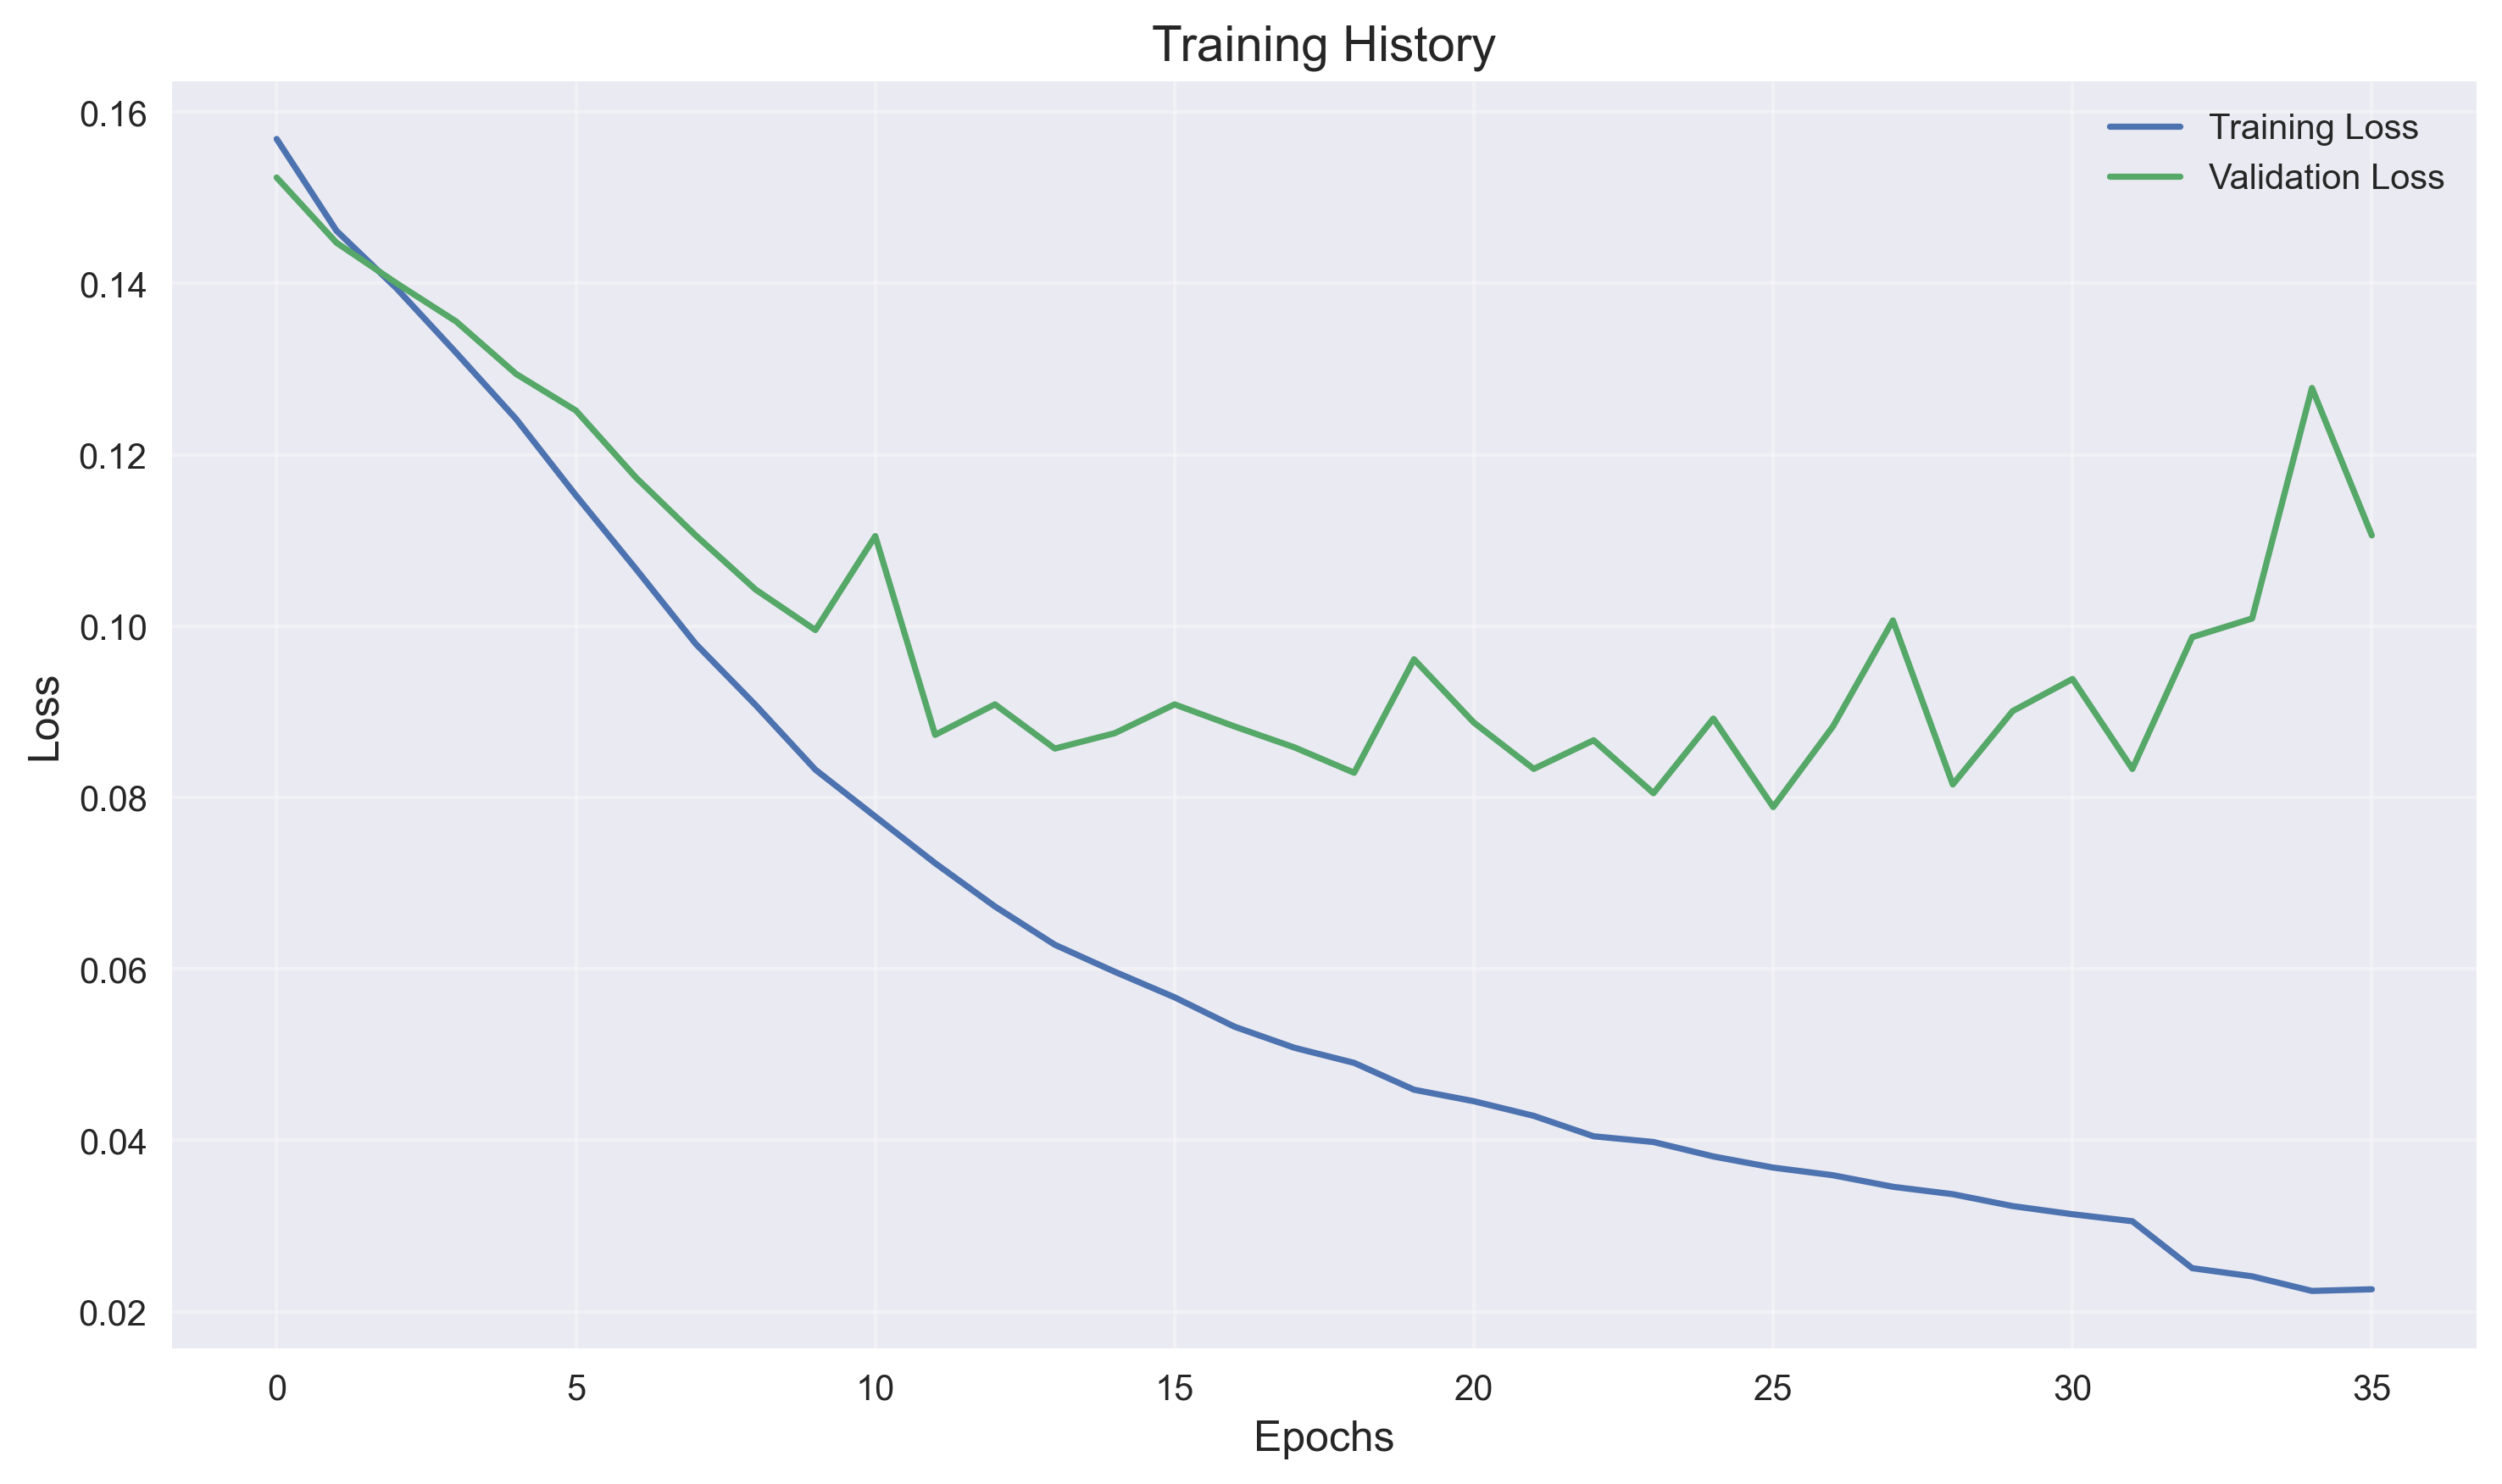 Training History
0.16
0.14
0.12
0.10
0.08
0.06
0.04
0.02
Loss
Training Loss
Validation Loss
0 5 10 15 20 25 30 35
Epochs